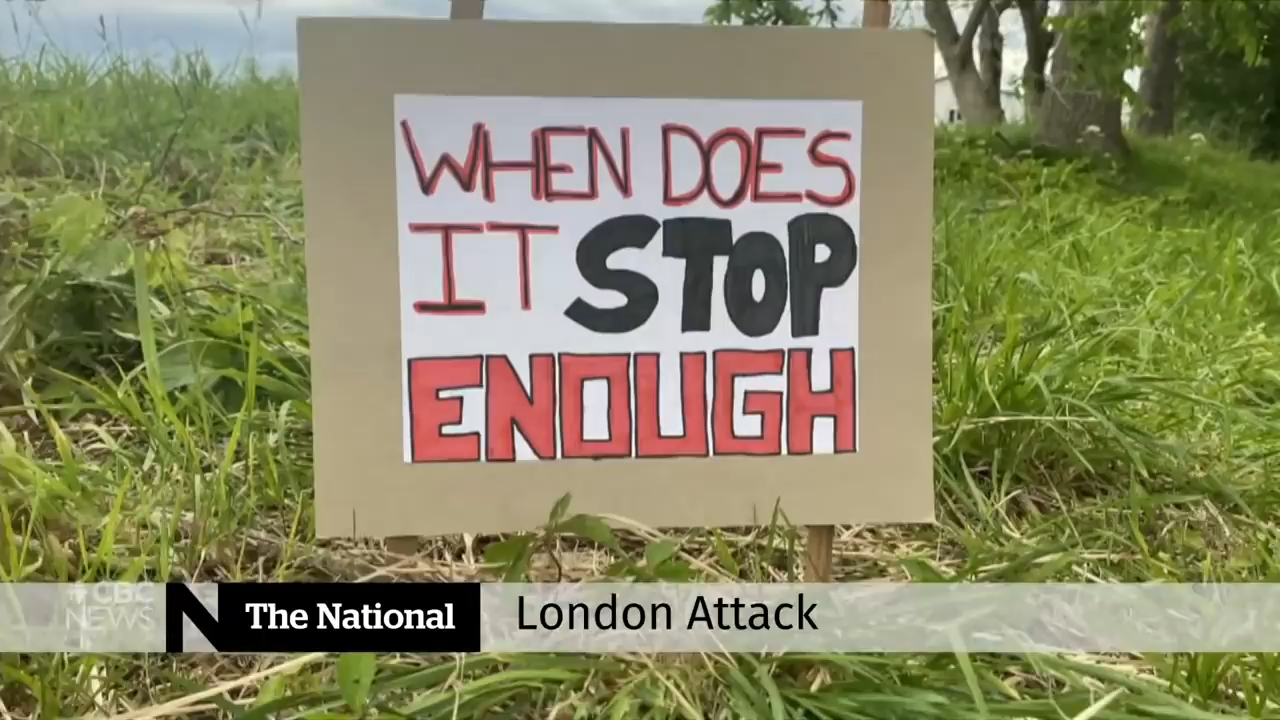 WHEN DOES
IT STOP
ENOUGH
CBC
NEWS
N
The National
London Attack